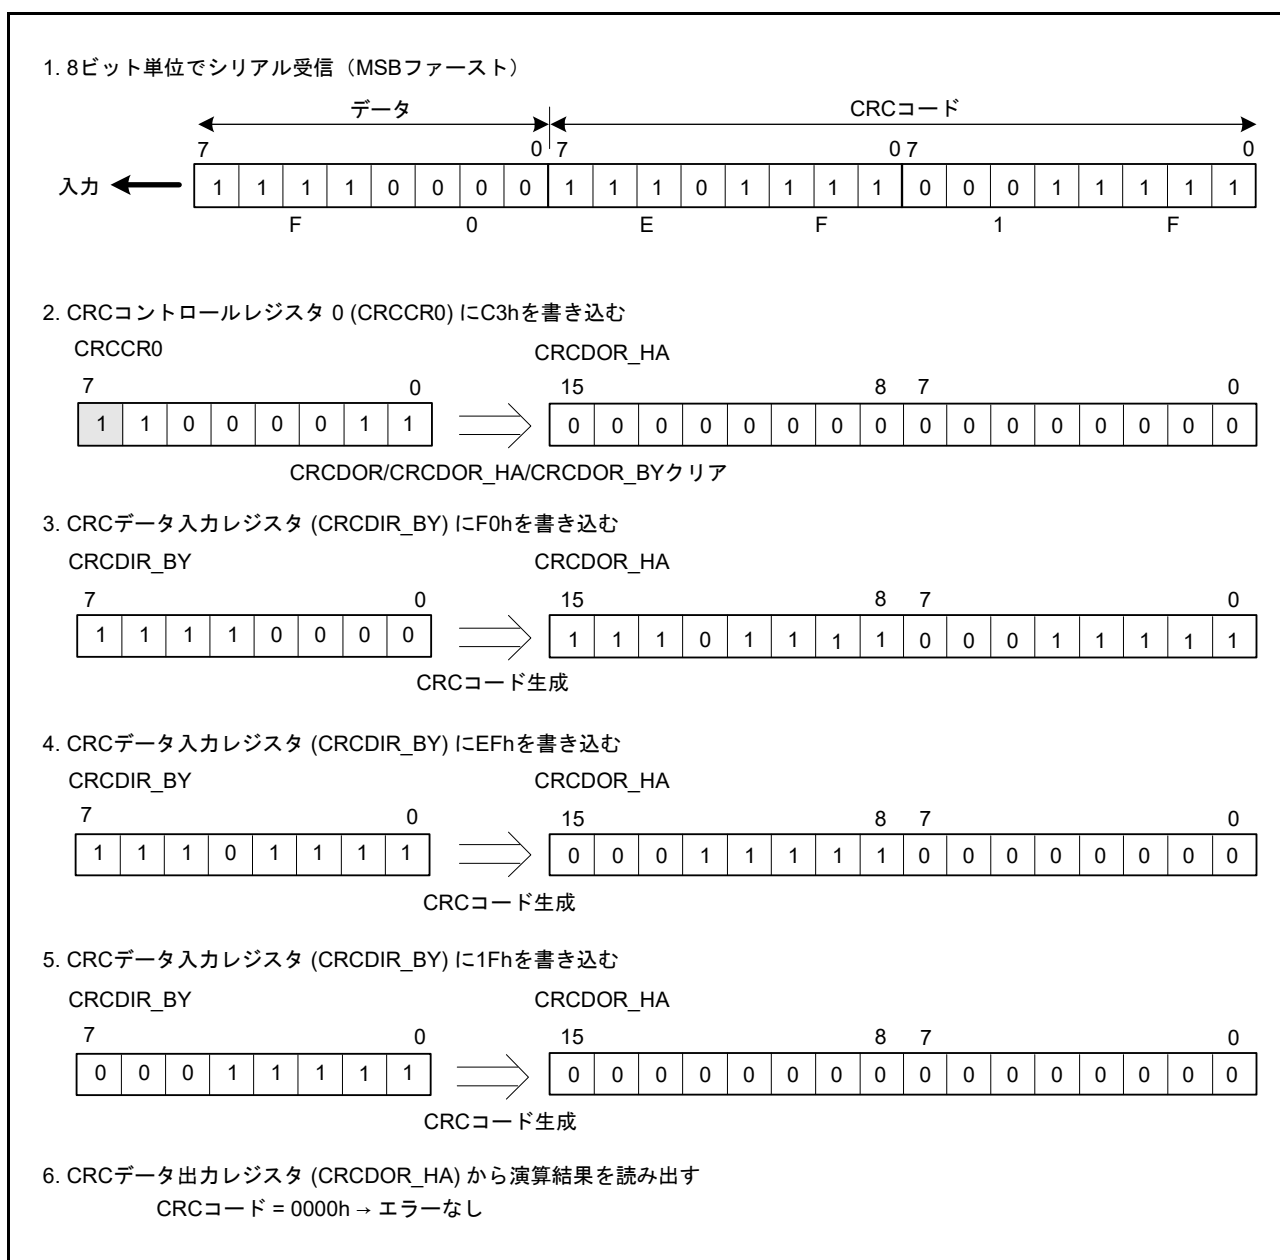 1. 8ビット単位でシリアル受信（MSBファースト）
データ CRCコード
7 0 7 0 7 0
入力 1 1 1 1 0 0 0 0 1 1 1 0 1 1 1 1 0 0 0 1 1 1 1 1
F 0 E F 1 F
2. CRCコントロールレジスタ 0 (CRCCR0) にC3hを書き込む
CRCCR0 CRCDOR_HA
7 0 15 8 7 0
1 1 0 0 0 0 1 1 0 0 0 0 0 0 0 0 0 0 0 0 0 0 0 0
CRCDOR/CRCDOR_HA/CRCDOR_BYクリア
3. CRCデータ入力レジスタ (CRCDIR_BY) にF0hを書き込む
CRCDIR_BY CRCDOR_HA
7 0 15 8 7 0
1 1 1 1 0 0 0 0 1 1 1 0 1 1 1 1 0 0 0 1 1 1 1 1
CRCコード生成
4. CRCデータ入力レジスタ (CRCDIR_BY) にEFhを書き込む
CRCDIR_BY CRCDOR_HA
7 0 15 8 7 0
1 1 1 0 1 1 1 1 0 0 0 1 1 1 1 1 0 0 0 0 0 0 0 0
CRCコード生成
5. CRCデータ入力レジスタ (CRCDIR_BY) に1Fhを書き込む
CRCDIR_BY CRCDOR_HA
7 0 15 8 7 0
0 0 0 1 1 1 1 1 0 0 0 0 0 0 0 0 0 0 0 0 0 0 0 0
CRCコード生成
6. CRCデータ出力レジスタ (CRCDOR_HA) から演算結果を読み出す
CRCコード = 0000h → エラーなし